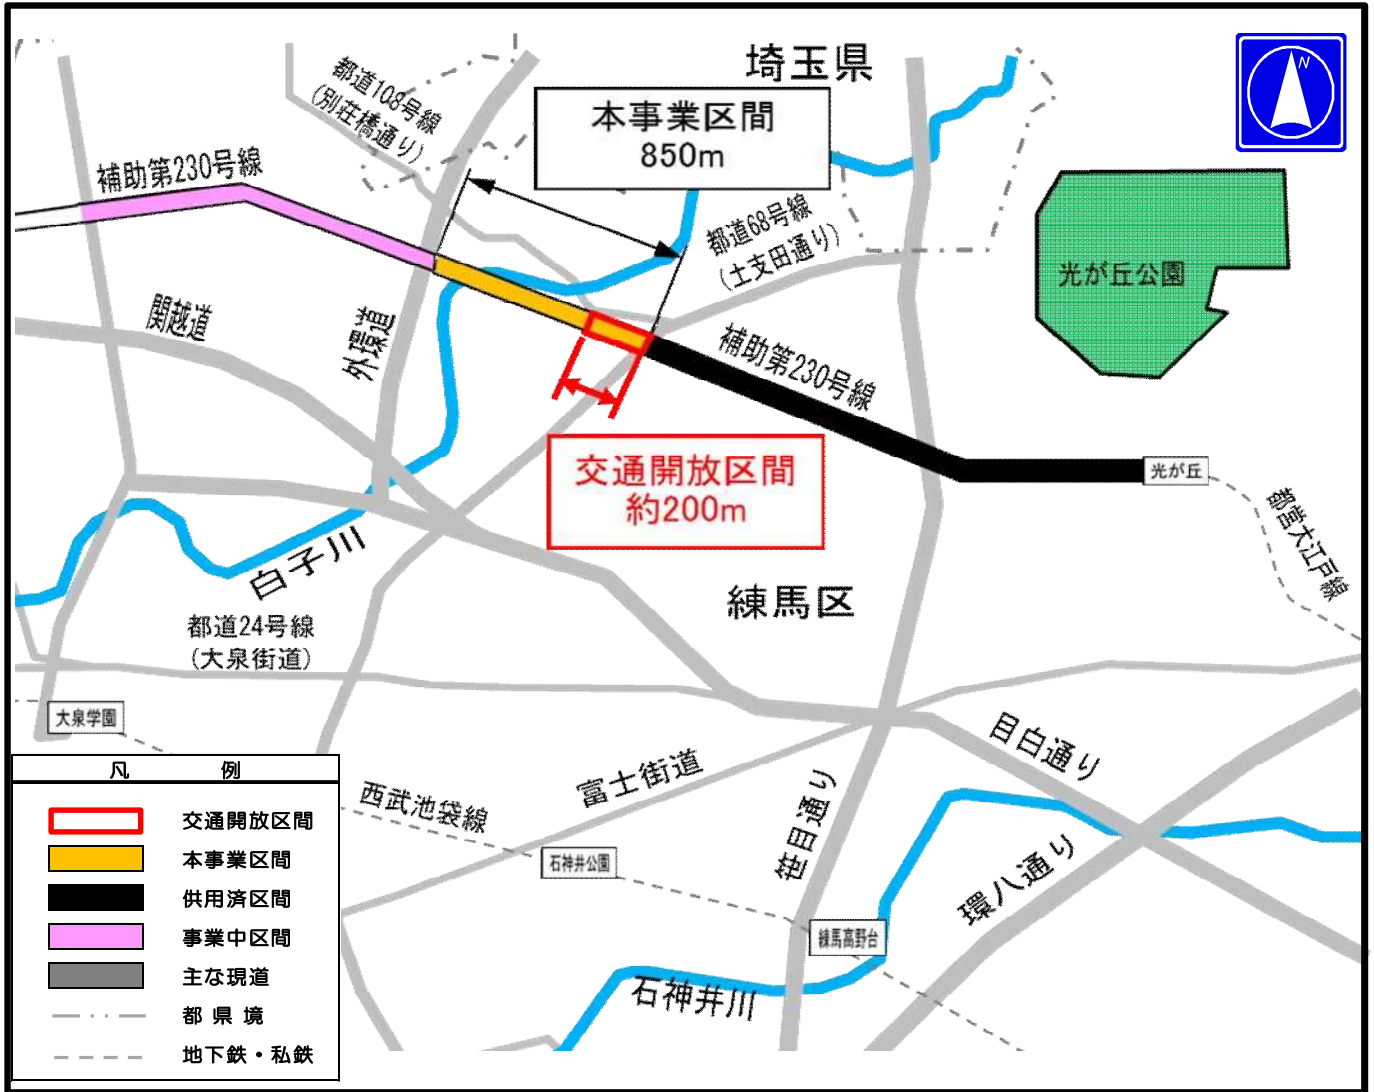 埼玉県
N
都道108号線
(別荘橋通り)
本事業区間
850m
補助第230号線
都道68号線
(土支田通り)
光が丘公園
関越道
外環道
補助第230号線
交通開放区間
約200m
光が丘
都営大江戸線
白子川
練馬区
都道24号線
(大泉街道)
大泉学園
目白通り
富士街道
西武池袋線
笹目通り
石神井公園
環八通り
練馬高野台
石神井川
凡 例
交通開放区間
本事業区間
供用済区間
事業中区間
主な現道
都県境
地下鉄・私鉄